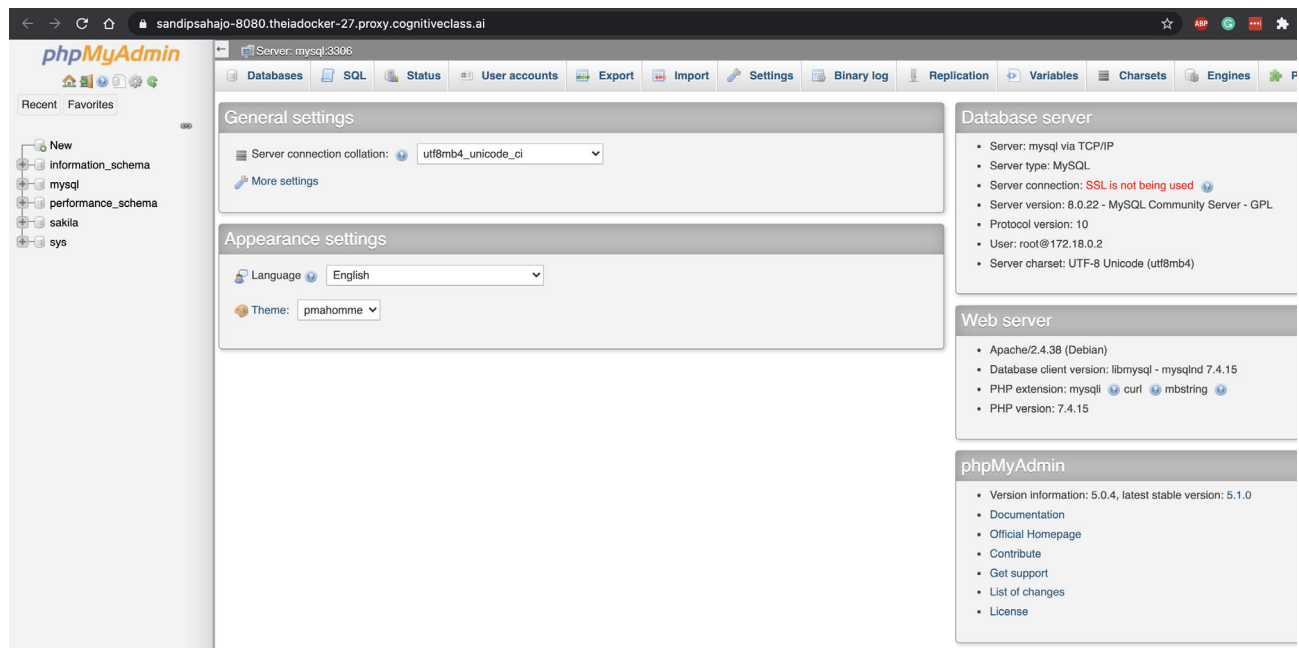 sandipsahajo-8080.theiadocker-27.proxy.cognitiveclass.ai
ABP
phpMyAdmin
Recent Favorites
New
information_schema
mysql
performance_schema
sakila
sys
Server: mysql:3306
Databases SQL Status User accounts Export Import Settings Binary log Replication Variables Charsets Engines P
General settings
Server connection collation: utf8mb4_unicode_ci
More settings
Appearance settings
Language English
Theme: pmahomme
Database server
Server: mysql via TCP/IP
Server type: MySQL
Server connection: SSL is not being used
Server version: 8.0.22 - MySQL Community Server - GPL
Protocol version: 10
User: root@172.18.0.2
Server charset: UTF-8 Unicode (utf8mb4)
Web server
Apache/2.4.38 (Debian)
Database client version: libmysql - mysqlnd 7.4.15
PHP extension: mysqli curl mbstring
PHP version: 7.4.15
phpMyAdmin
Version information: 5.0.4, latest stable version: 5.1.0
Documentation
Official Homepage
Contribute
Get support
List of changes
License